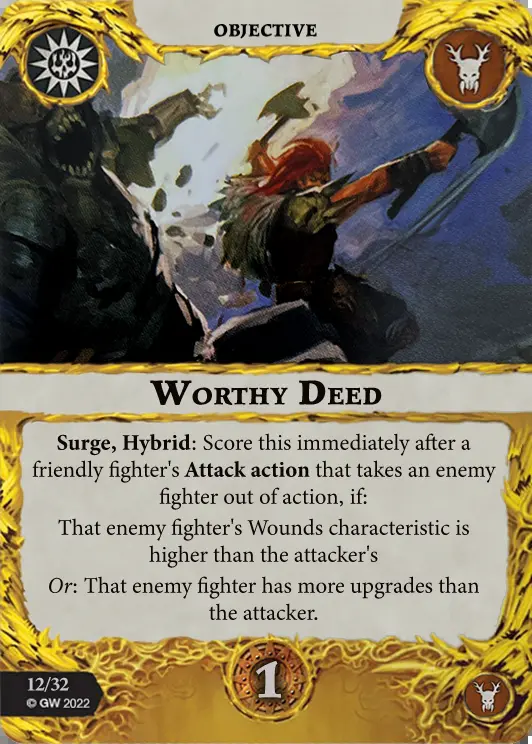 OBJECTIVE
WORTHY DEED
Surge, Hybrid: Score this immediately after a
friendly fighter's Attack action that takes an enemy
fighter out of action, if:
That enemy fighter's Wounds characteristic is
higher than the attacker's
Or: That enemy fighter has more upgrades than
the attacker.
1
12/32
© GW 2022